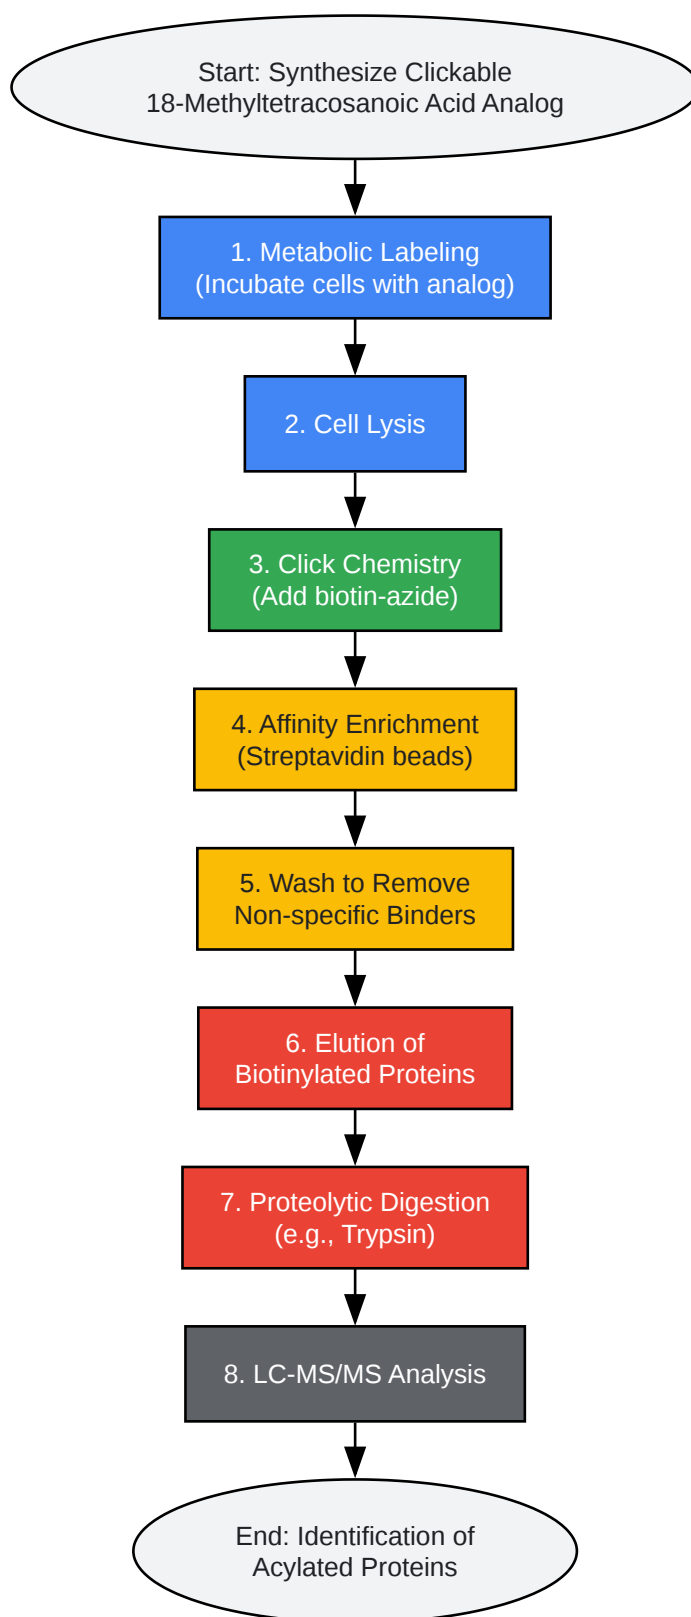 Start: Synthesize Clickable
18-Methyltetracosanoic Acid Analog
1. Metabolic Labeling
(Incubate cells with analog)
2. Cell Lysis
3. Click Chemistry
(Add biotin-azide)
4. Affinity Enrichment
(Streptavidin beads)
5. Wash to Remove
Non-specific Binders
6. Elution of
Biotinylated Proteins
7. Proteolytic Digestion
(e.g., Trypsin)
8. LC-MS/MS Analysis
End: Identification of
Acylated Proteins